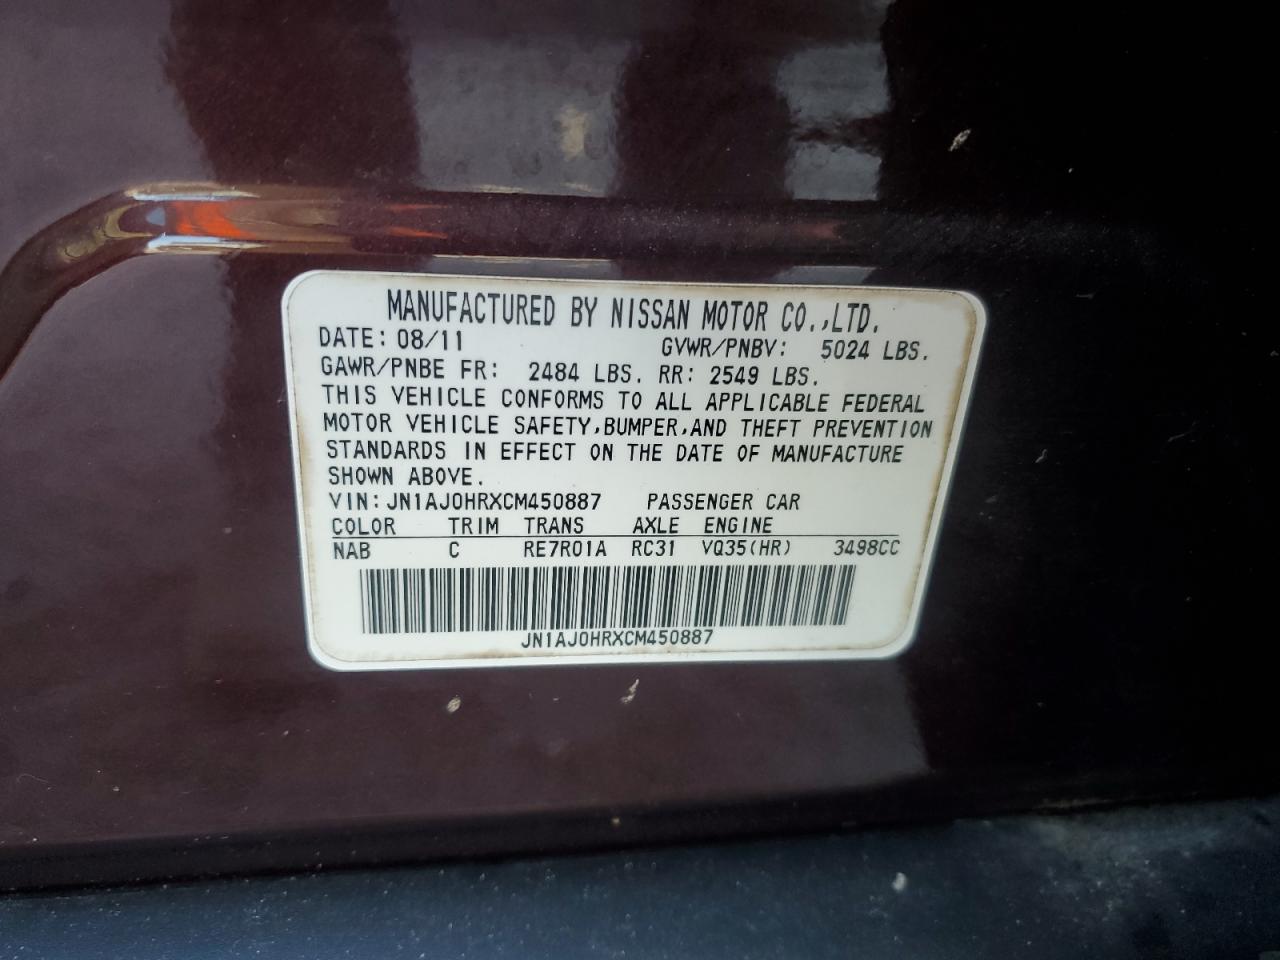 MANUFACTURED BY NISSAN MOTOR CO.,LTD.
DATE: 08/11 GVWR/PNBV: 5024 LBS.
GAWR/PNBE FR: 2484 LBS. RR: 2549 LBS.
THIS VEHICLE CONFORMS TO ALL APPLICABLE FEDERAL
MOTOR VEHICLE SAFETY,BUMPER,AND THEFT PREVENTION
STANDARDS IN EFFECT ON THE DATE OF MANUFACTURE
SHOWN ABOVE.
VIN: JN1AJ0HRXCM450887 PASSENGER CAR
COLOR TRIM TRANS AXLE ENGINE
NAB C RE7R01A RC31 VQ35(HR) 3498CC
JN1AJ0HRXCM450887